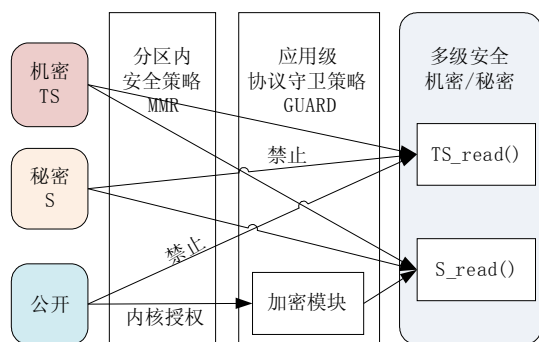 机密
TS
秘密
S
公开
分区内
安全策略
MMR
应用级
协议守卫策略
GUARD
多级安全
机密/秘密
禁止
禁止
内核授权
加密模块
TS_read()
S_read()